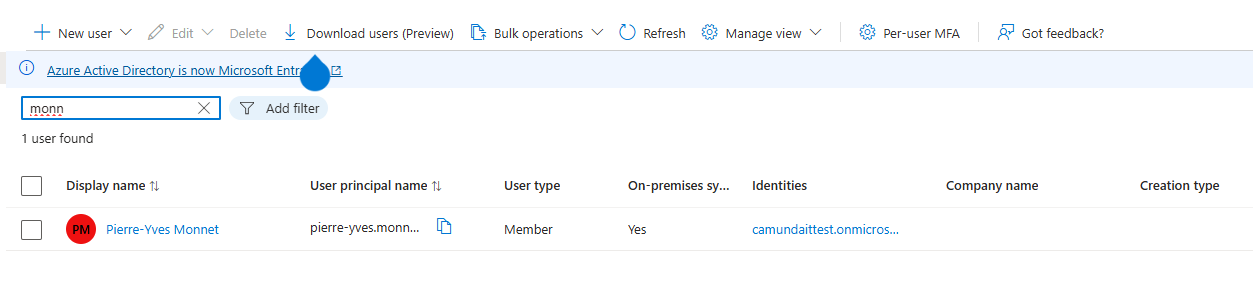 New user Edit Delete Download users (Preview) Bulk operations Refresh Manage view Per-user MFA Got feedback?
Azure Active Directory is now Microsoft
monn Add filter
1 user found
Display name User principal name User type On-premises sy... Identities Company name Creation type
PM Pierre-Yves Monnet pierre-yves.monn... Member Yes camundaittest.onmicros...